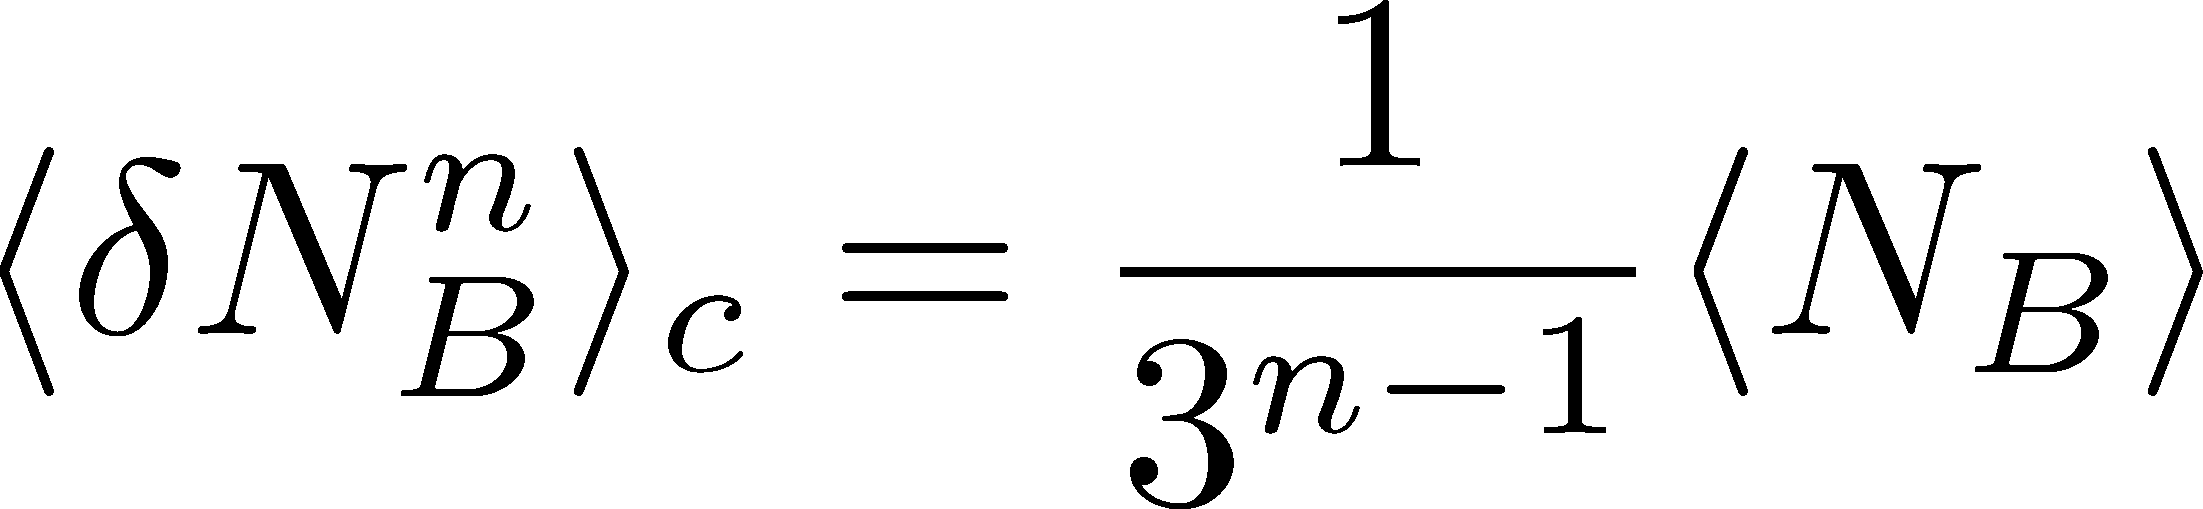 ⟨δN_B^n⟩_c = \frac{1}{3^{n-1}} ⟨N_B⟩